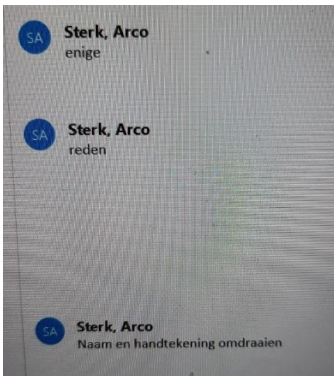 SA
Sterk, Arco
enige
SA
Sterk, Arco
reden
SA
Sterk, Arco
Naam en handtekening omdraaien